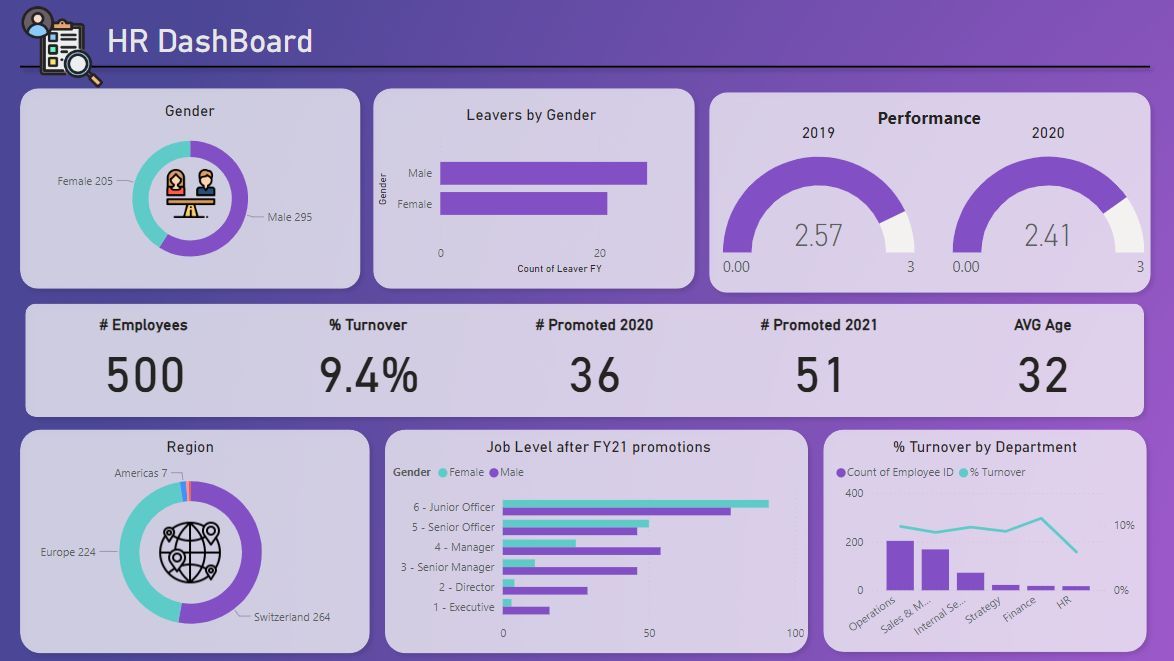 HR DashBoard
Gender
Female 205
Male 295
Leavers by Gender
Gender
Male
Female
0
20
Count of Leaver FY
Performance
2019
2020
2.57
0.00
3
2.41
0.00
3
# Employees
500
% Turnover
9.4%
# Promoted 2020
36
# Promoted 2021
51
AVG Age
32
Region
Americas 7
Europe 224
Switzerland 264
Job Level after FY21 promotions
Gender Female Male
6 - Junior Officer
5 - Senior Officer
4 - Manager
3 - Senior Manager
2 - Director
1 - Executive
0
50
100
% Turnover by Department
Count of Employee ID % Turnover
400
200
0
10%
0%
Operations
Sales & M...
Internal Se...
Strategy
Finance
HR